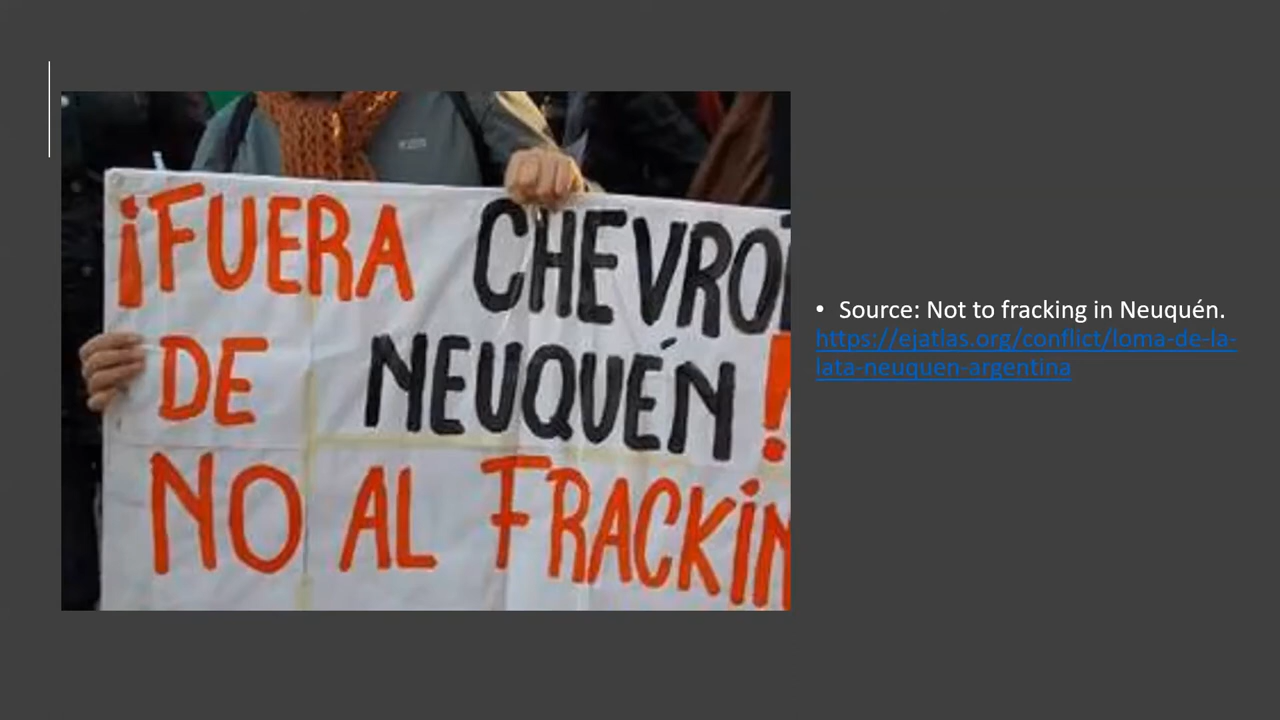 ¡FUERA CHEVRO
DE NEUQUÉN!
NO AL FRACKIN
Source: Not to fracking in Neuquén.
https://ejatlas.org/conflict/loma-de-la-
lata-neuquen-argentina